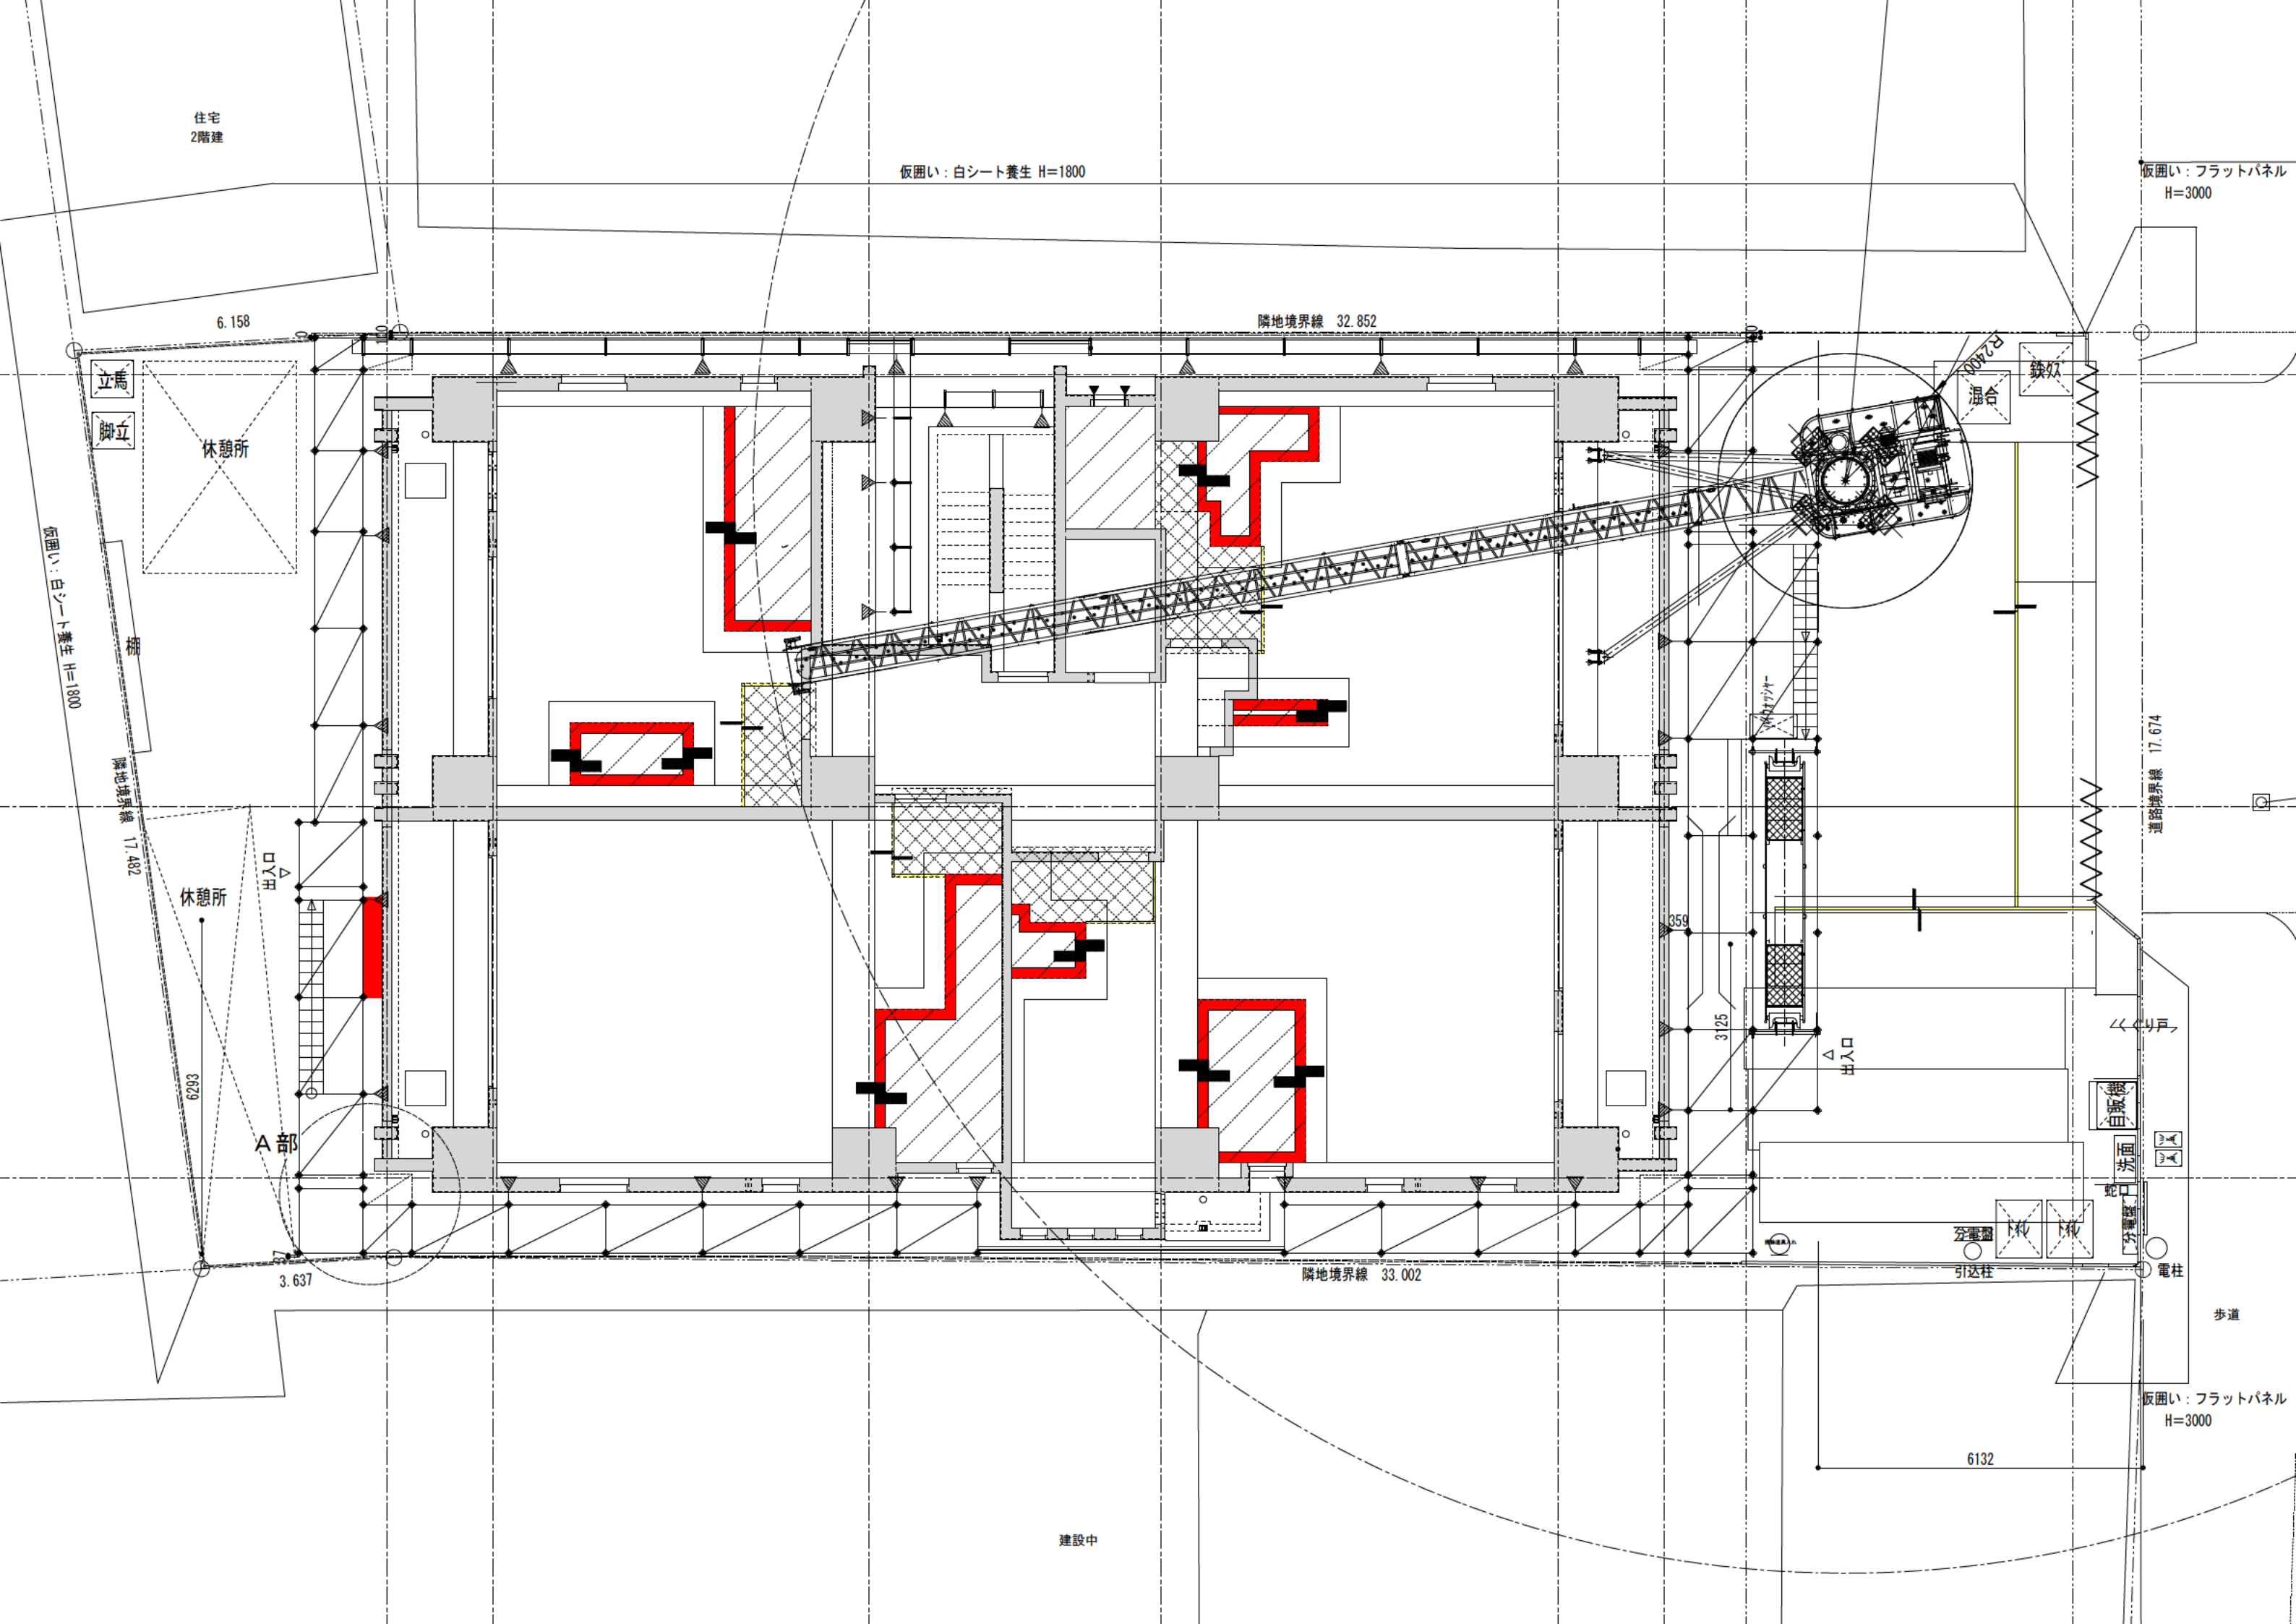 住宅
2階建
仮囲い：白シート養生 H=1800
仮囲い：フラットパネル
H=3000
6.158
隣地境界線 32.852
R2400
鉄ｸｽﾞ
混合
立馬
脚立
休憩所
仮囲い：白シート養生 H=1800
棚
隣地境界線 17.482
道路境界線 17.674
出入口
休憩所
359
3125
出入口
くぐり戸
6293
A部
自販機
洗面
蛇口
分電盤
分電盤
引込柱
電柱
37
3.637
隣地境界線 33.002
歩道
仮囲い：フラットパネル
H=3000
6132
建設中